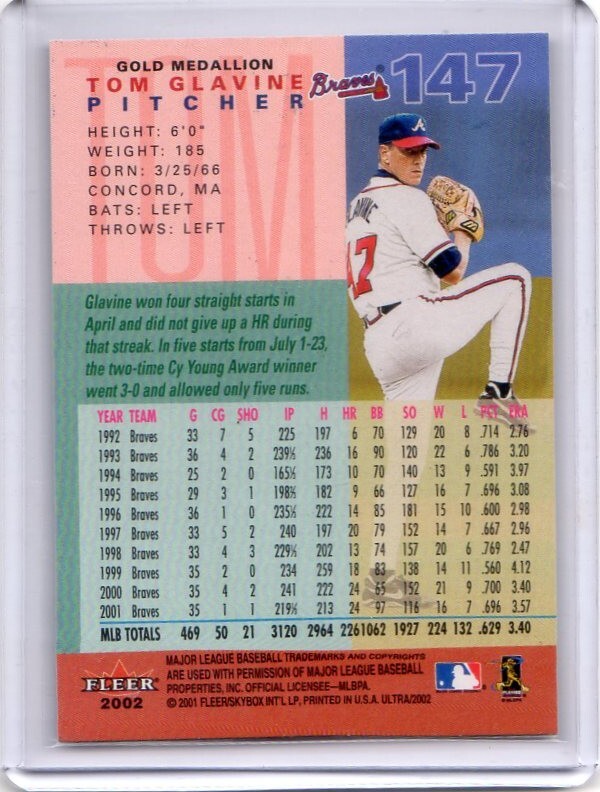 GOLD MEDALLION
TOM GLAVINE
PITCHER
Braves
147
TOM
HEIGHT: 6'0"
WEIGHT: 185
BORN: 3/25/66
CONCORD, MA
BATS: LEFT
THROWS: LEFT
GLAVINE
47
Glavine won four straight starts in
April and did not give up a HR during
that streak. In five starts from July 1-23,
the two-time Cy Young Award winner
went 3-0 and allowed only five runs.
YEAR TEAM G CG SHO IP H HR BB SO W L PCT ERA
1992 Braves 33 7 5 225 197 6 70 129 20 8 .714 2.76
1993 Braves 36 4 2 239⅓ 236 16 90 120 22 6 .786 3.20
1994 Braves 25 2 0 165⅓ 173 10 70 140 13 9 .591 3.97
1995 Braves 29 3 1 198⅔ 182 9 66 127 16 7 .696 3.08
1996 Braves 36 1 0 235⅓ 222 14 85 181 15 10 .600 2.98
1997 Braves 33 5 2 240 197 20 79 152 14 7 .667 2.96
1998 Braves 33 4 3 229⅓ 202 13 74 157 20 6 .769 2.47
1999 Braves 35 2 0 234 259 18 83 138 14 11 .560 4.12
2000 Braves 35 4 2 241 222 24 65 152 21 9 .700 3.40
2001 Braves 35 1 1 219⅓ 213 24 97 116 16 7 .696 3.57
MLB TOTALS 469 50 21 3120 2964 226 1062 1927 224 132 .629 3.40
FLEER
2002
MAJOR LEAGUE BASEBALL TRADEMARKS AND COPYRIGHTS
ARE USED WITH PERMISSION OF MAJOR LEAGUE BASEBALL
PROPERTIES, INC. OFFICIAL LICENSEE—MLBPA.
© 2001 FLEER/SKYBOX INT'L LP, PRINTED IN U.S.A. ULTRA/2002